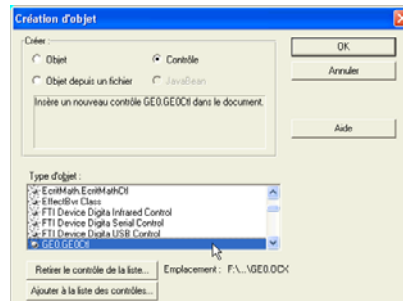 Création d'objet
Créer :
Objet
Contrôle
Objet depuis un fichier
JavaBean
Insère un nouveau contrôle GE0.GE0Ctl dans le document.
OK
Annuler
Aide
Type d'objet :
EcritMath.EcritMathCtl
EffectBvr Class
FTI Device Digita Infrared Control
FTI Device Digita Serial Control
FTI Device Digita USB Control
GE0.GE0Ctl
Retirer le contrôle de la liste...
Emplacement : F:\...\GE0.OCX
Ajouter à la liste des contrôles...